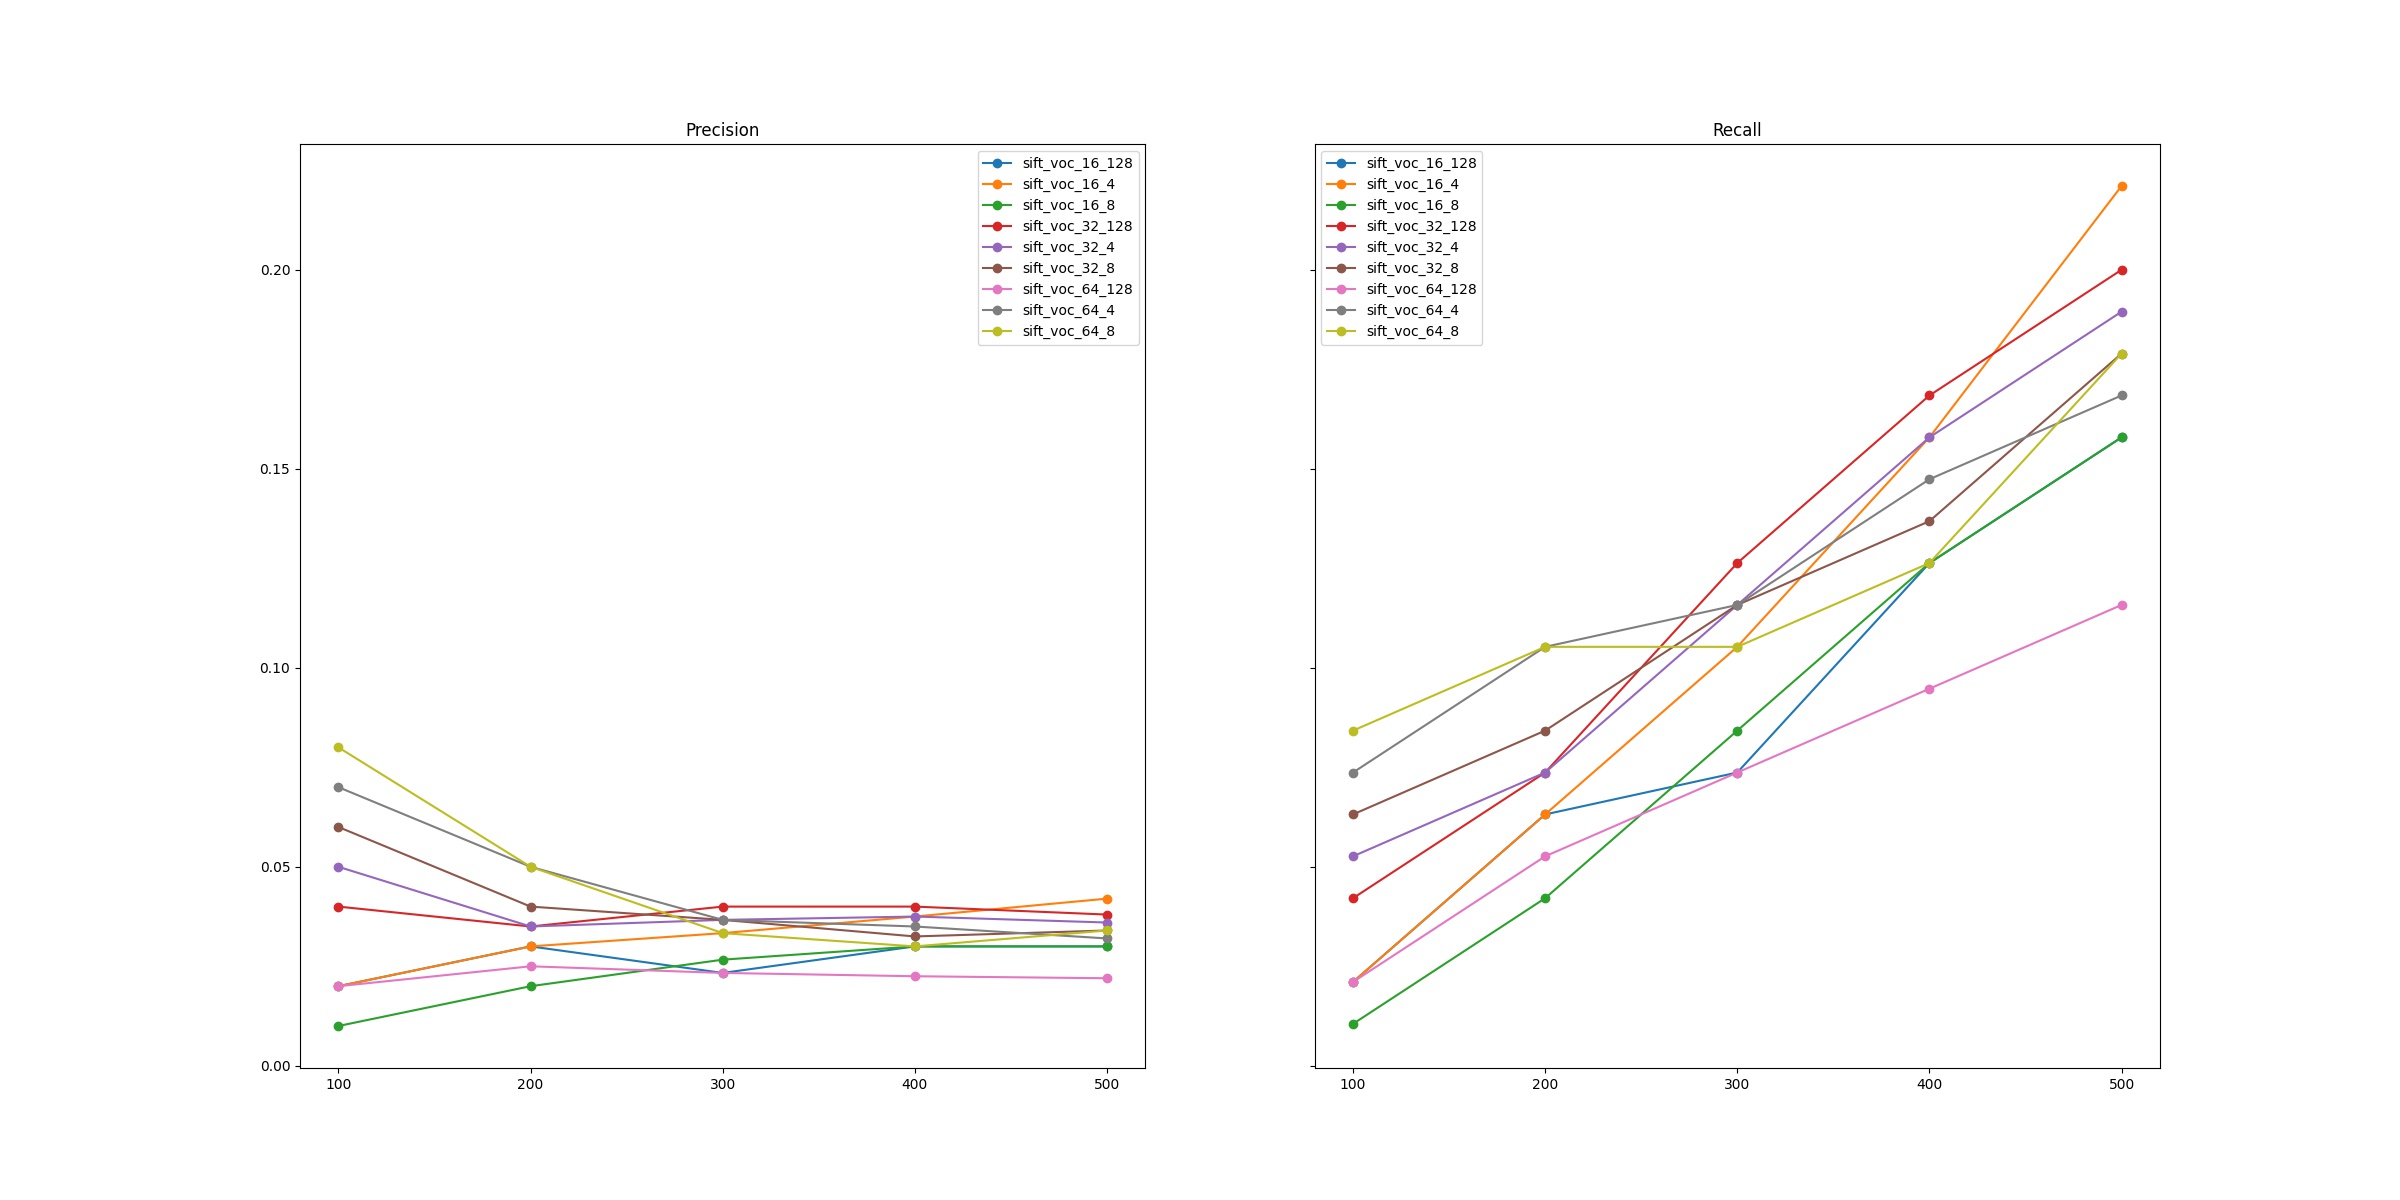 Precision
sift_voc_16_128
sift_voc_16_4
sift_voc_16_8
sift_voc_32_128
sift_voc_32_4
sift_voc_32_8
sift_voc_64_128
sift_voc_64_4
sift_voc_64_8
0.20
0.15
0.10
0.05
0.00
100 200 300 400 500
Recall
sift_voc_16_128
sift_voc_16_4
sift_voc_16_8
sift_voc_32_128
sift_voc_32_4
sift_voc_32_8
sift_voc_64_128
sift_voc_64_4
sift_voc_64_8
100 200 300 400 500